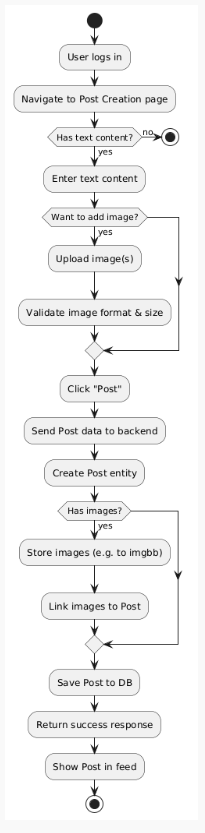 User logs in
Navigate to Post Creation page
Has text content?
no
yes
Enter text content
Want to add image?
yes
Upload image(s)
Validate image format & size
Click "Post"
Send Post data to backend
Create Post entity
Has images?
yes
Store images (e.g. to imgbb)
Link images to Post
Save Post to DB
Return success response
Show Post in feed